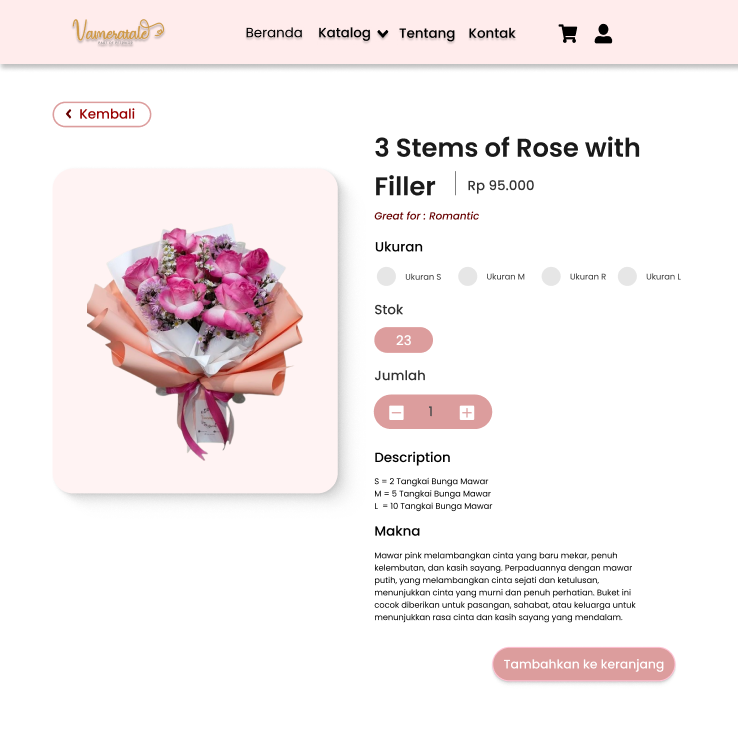 Vameratale
Beranda Katalog Tentang Kontak
Kembali
3 Stems of Rose with
Filler Rp 95.000
Great for : Romantic
Ukuran
Ukuran S Ukuran M Ukuran R Ukuran L
Stok
23
Jumlah
1
Description
S = 2 Tangkai Bunga Mawar
M = 5 Tangkai Bunga Mawar
L = 10 Tangkai Bunga Mawar
Makna
Mawar pink melambangkan cinta yang baru mekar, penuh
kelembutan, dan kasih sayang. Perpaduannya dengan mawar
putih, yang melambangkan cinta sejati dan ketulusan,
menunjukkan cinta yang murni dan penuh perhatian. Buket ini
cocok diberikan untuk pasangan, sahabat, atau keluarga untuk
menunjukkan rasa cinta dan kasih sayang yang mendalam.
Tambahkan ke keranjang